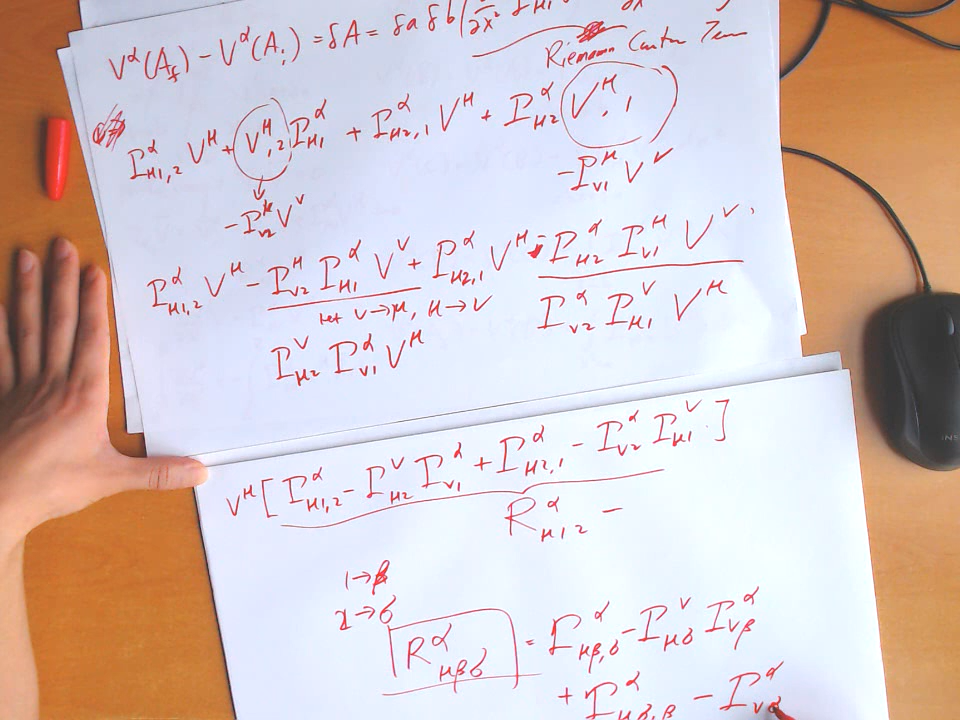 V^α(A_f) - V^α(A_i) = δA = δa δb (∂/∂x²
Riemann Cartan Tensor
Γ^α_{μ1,2} V^μ + V^μ_{,2} Γ^α_{μ1} + Γ^α_{μ2,1} V^μ + Γ^α_{μ2} V^μ_{,1}
-Γ^μ_{ν2} V^ν
-Γ^μ_{ν1} V^ν
Γ^α_{μ1,2} V^μ - Γ^μ_{ν2} Γ^α_{μ1} V^ν + Γ^α_{μ2,1} V^μ - Γ^α_{μ2} Γ^μ_{ν1} V^ν
let ν→μ, μ→ν
Γ^ν_{μ2} Γ^α_{ν1} V^μ
Γ^α_{ν2} Γ^ν_{μ1} V^μ
V^μ [Γ^α_{μ1,2} - Γ^ν_{μ2} Γ^α_{ν1} + Γ^α_{μ2,1} - Γ^α_{ν2} Γ^ν_{μ1}]
R^α_{μ12} -
1→β
2→σ
R^α_{μβσ} = Γ^α_{μβ,σ} - Γ^ν_{μσ} Γ^α_{νβ}
+ Γ^α_{μσ,β} - Γ^α_{νσ}